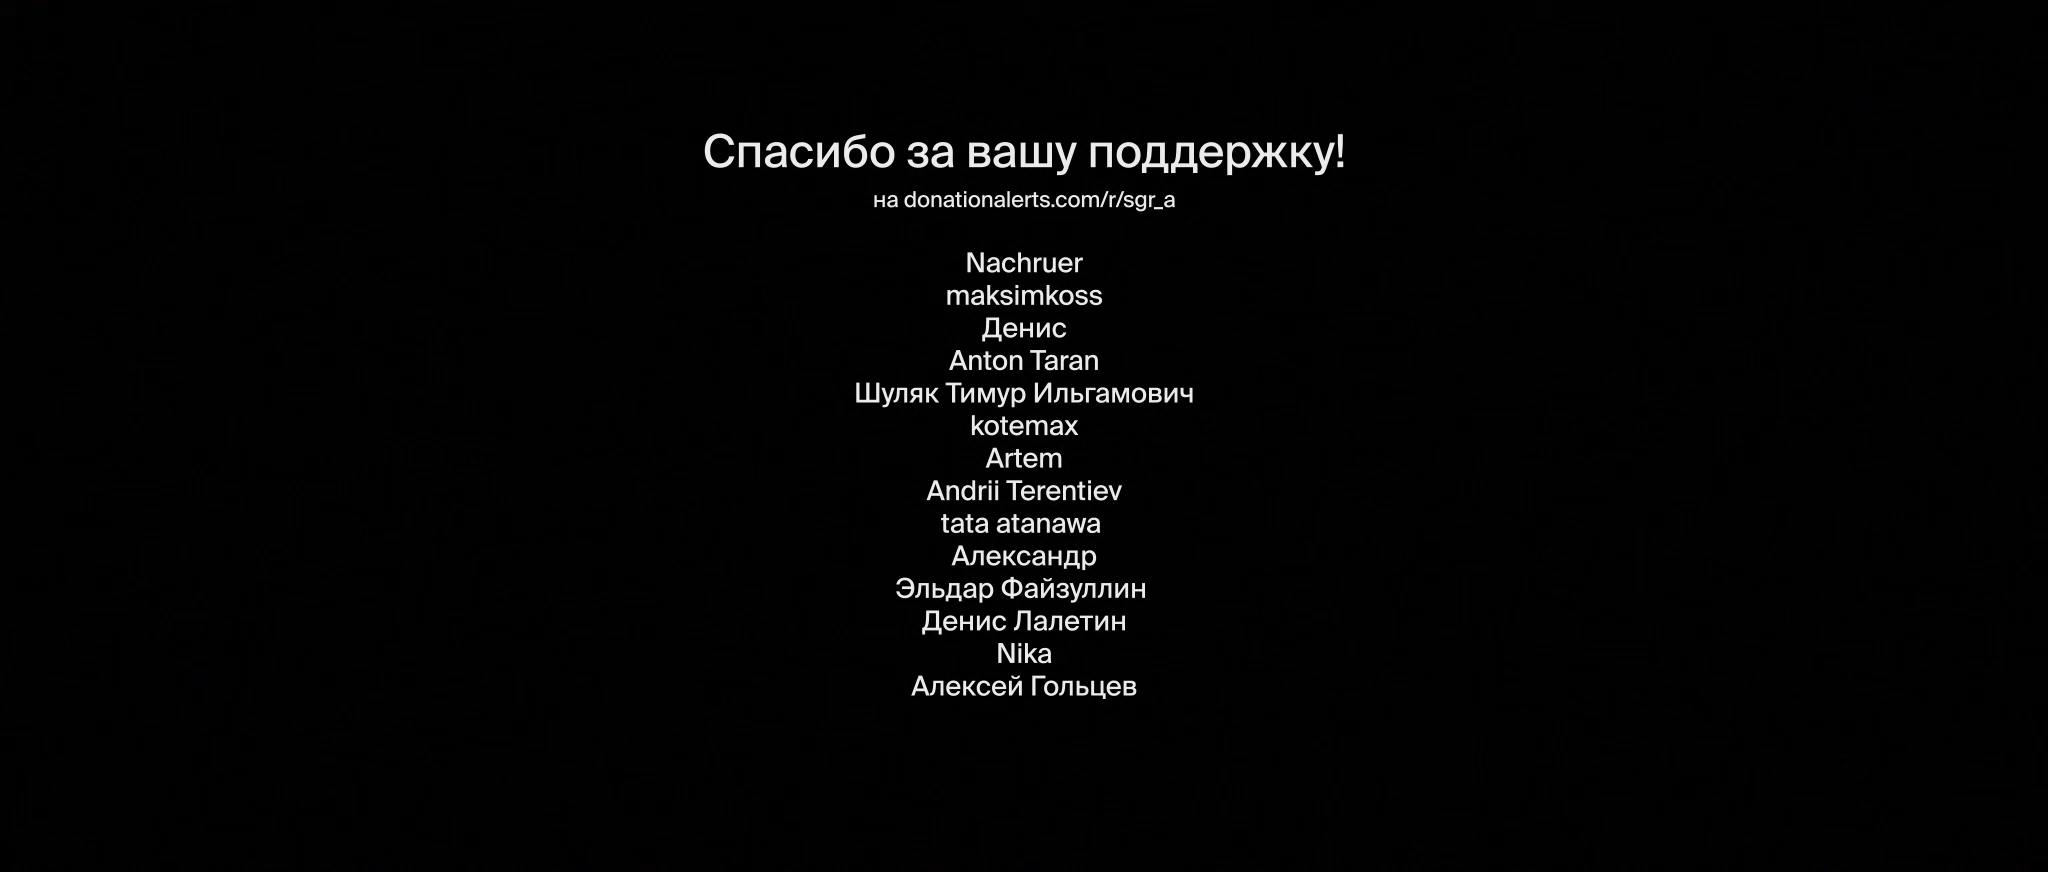 Спасибо за вашу поддержку!
на donationalerts.com/r/sgr_a
Nachruer
maksimkoss
Денис
Anton Taran
Шуляк Тимур Ильгамович
kotemax
Artem
Andrii Terentiev
tata atanawa
Александр
Эльдар Файзуллин
Денис Лалетин
Nika
Алексей Гольцев